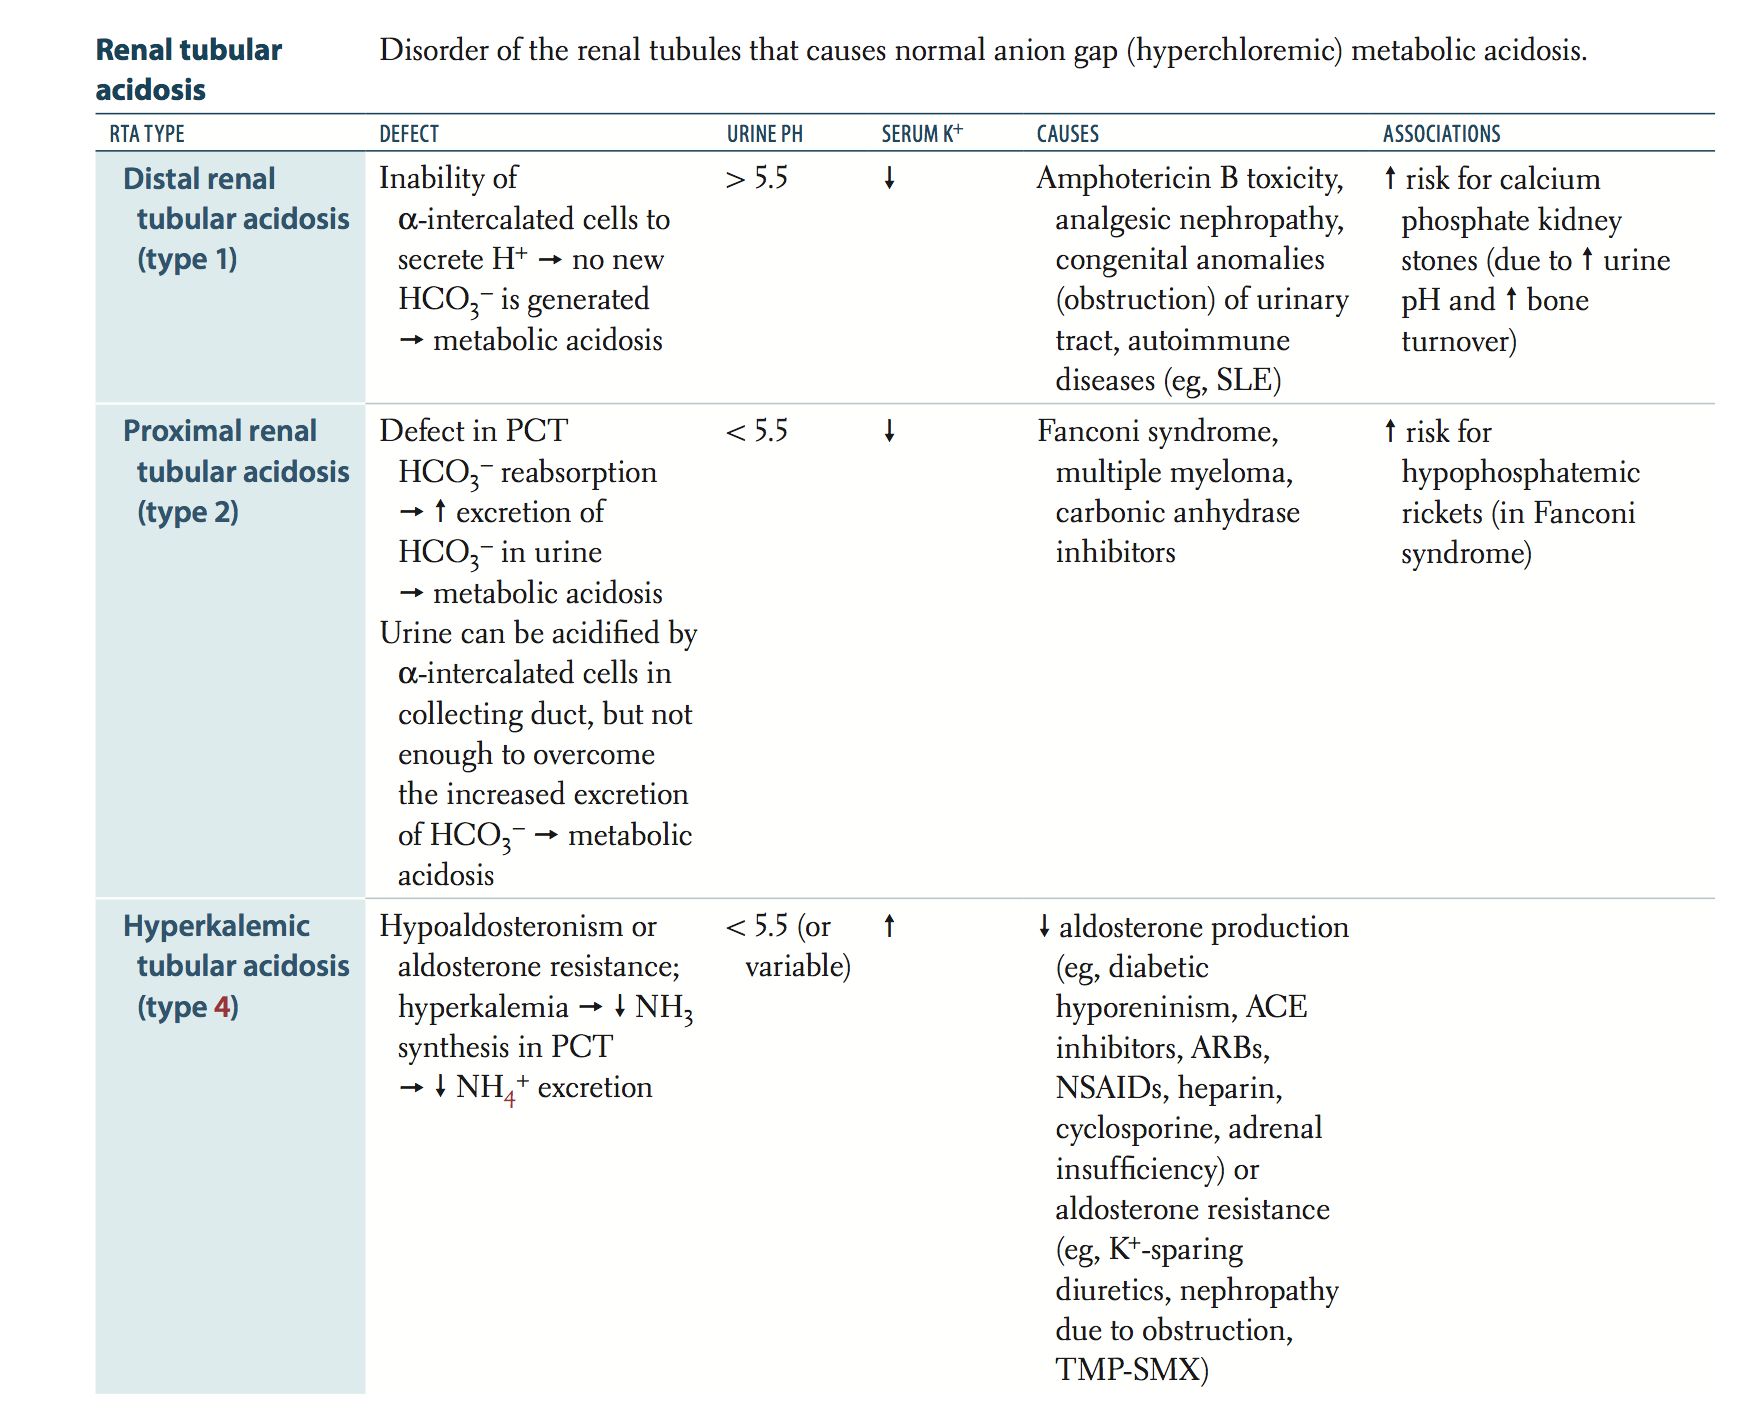 Renal tubular
acidosis
Disorder of the renal tubules that causes normal anion gap (hyperchloremic) metabolic acidosis.
RTA TYPE DEFECT URINE PH SERUM K⁺ CAUSES ASSOCIATIONS
Distal renal
tubular acidosis
(type 1)
Inability of
α-intercalated cells to
secrete H⁺ → no new
HCO₃⁻ is generated
→ metabolic acidosis
> 5.5
↓
Amphotericin B toxicity,
analgesic nephropathy,
congenital anomalies
(obstruction) of urinary
tract, autoimmune
diseases (eg, SLE)
↑ risk for calcium
phosphate kidney
stones (due to ↑ urine
pH and ↑ bone
turnover)
Proximal renal
tubular acidosis
(type 2)
Defect in PCT
HCO₃⁻ reabsorption
→ ↑ excretion of
HCO₃⁻ in urine
→ metabolic acidosis
Urine can be acidified by
α-intercalated cells in
collecting duct, but not
enough to overcome
the increased excretion
of HCO₃⁻ → metabolic
acidosis
< 5.5
↓
Fanconi syndrome,
multiple myeloma,
carbonic anhydrase
inhibitors
↑ risk for
hypophosphatemic
rickets (in Fanconi
syndrome)
Hyperkalemic
tubular acidosis
(type 4)
Hypoaldosteronism or
aldosterone resistance;
hyperkalemia → ↓ NH₃
synthesis in PCT
→ ↓ NH₄⁺ excretion
< 5.5 (or
variable)
↑
↓ aldosterone production
(eg, diabetic
hyporeninism, ACE
inhibitors, ARBs,
NSAIDs, heparin,
cyclosporine, adrenal
insufficiency) or
aldosterone resistance
(eg, K⁺-sparing
diuretics, nephropathy
due to obstruction,
TMP-SMX)